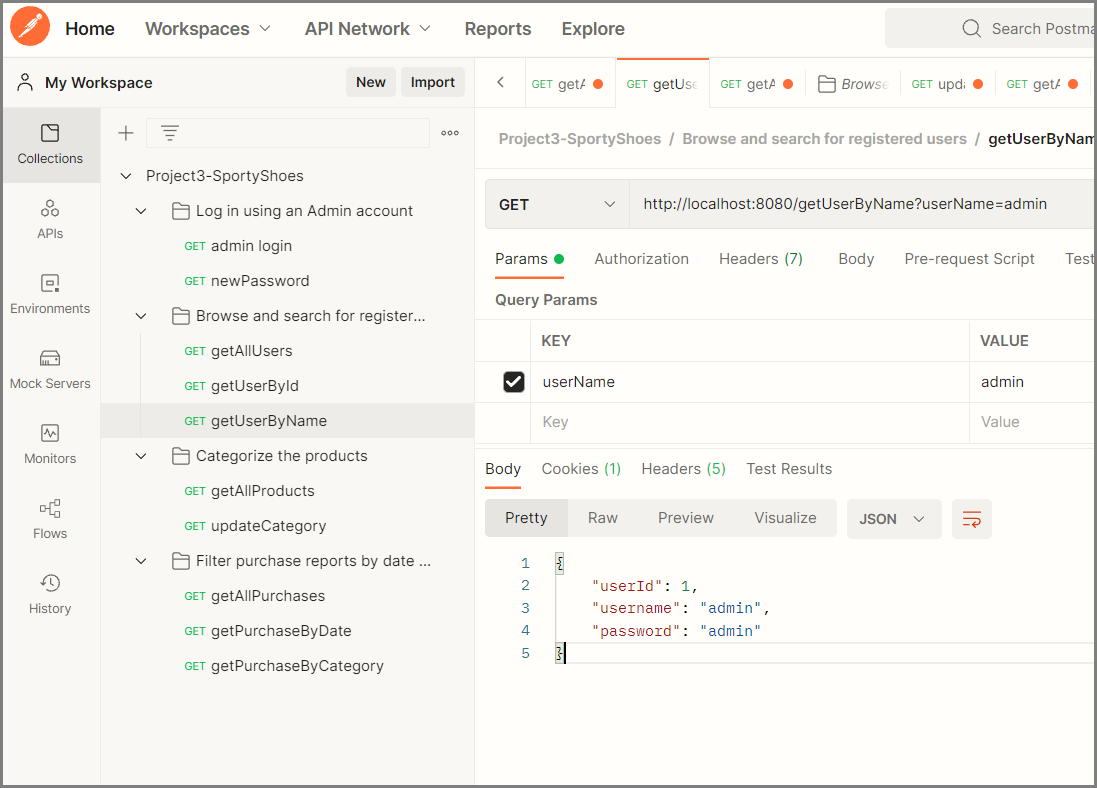 Home Workspaces API Network Reports Explore Search Postma
My Workspace New Import
GET getA GET getUse GET getA Browse GET upda GET getA
Collections
APIs
Environments
Mock Servers
Monitors
Flows
History
Project3-SportyShoes
Log in using an Admin account
GET admin login
GET newPassword
Browse and search for register...
GET getAllUsers
GET getUserById
GET getUserByName
Categorize the products
GET getAllProducts
GET updateCategory
Filter purchase reports by date ...
GET getAllPurchases
GET getPurchaseByDate
GET getPurchaseByCategory
Project3-SportyShoes / Browse and search for registered users / getUserByNam
GET http://localhost:8080/getUserByName?userName=admin
Params Authorization Headers (7) Body Pre-request Script Test
Query Params
KEY VALUE
userName admin
Key Value
Body Cookies (1) Headers (5) Test Results
Pretty Raw Preview Visualize JSON
1 {
2 "userId": 1,
3 "username": "admin",
4 "password": "admin"
5 }